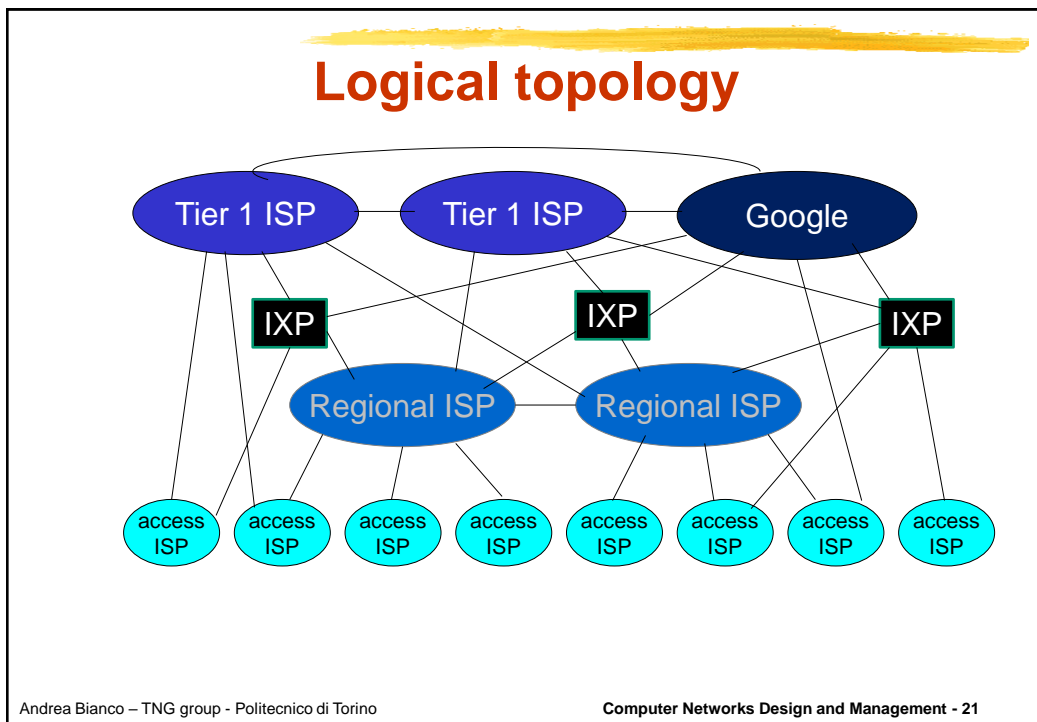 Logical topology
Tier 1 ISP
Tier 1 ISP
Google
IXP
IXP
IXP
Regional ISP
Regional ISP
access
ISP
access
ISP
access
ISP
access
ISP
access
ISP
access
ISP
access
ISP
access
ISP
Andrea Bianco – TNG group - Politecnico di Torino
Computer Networks Design and Management - 21